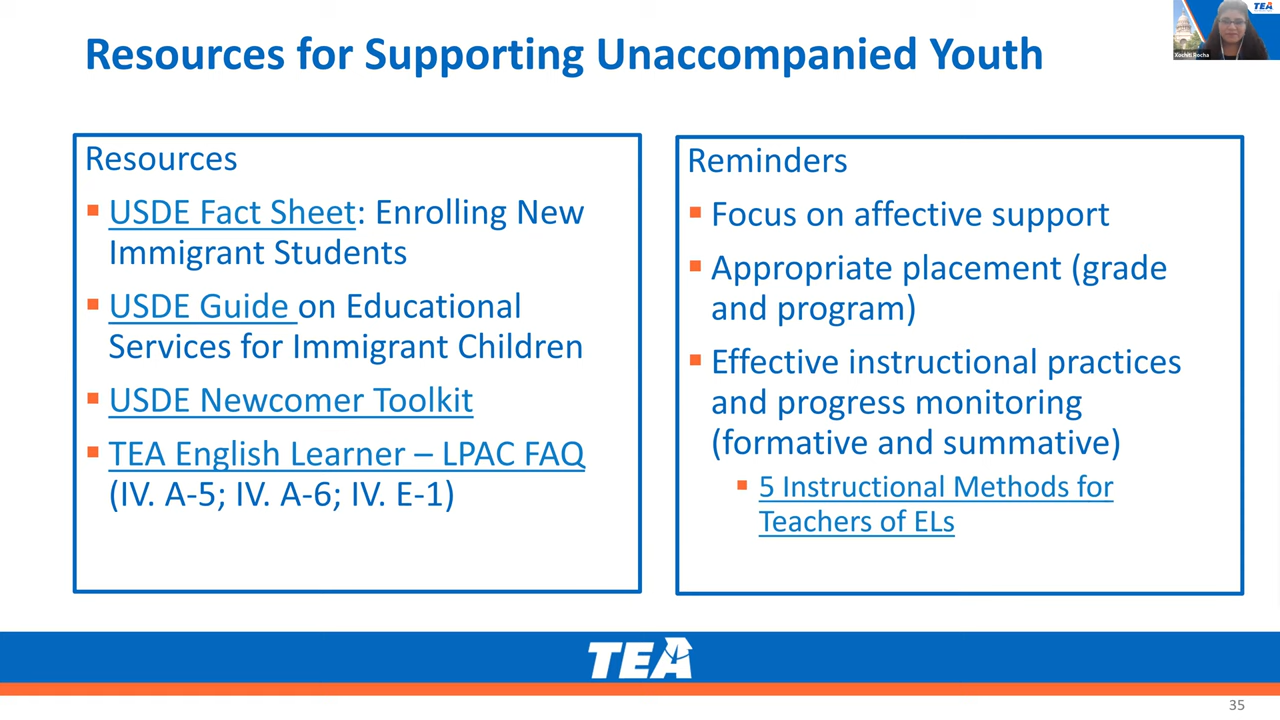 Resources for Supporting Unaccompanied Youth
TEA
Xochitl Rocha
Resources
▪ USDE Fact Sheet: Enrolling New
Immigrant Students
▪ USDE Guide on Educational
Services for Immigrant Children
▪ USDE Newcomer Toolkit
▪ TEA English Learner – LPAC FAQ
(IV. A-5; IV. A-6; IV. E-1)
Reminders
▪ Focus on affective support
▪ Appropriate placement (grade
and program)
▪ Effective instructional practices
and progress monitoring
(formative and summative)
▪ 5 Instructional Methods for
Teachers of ELs
TEA
35